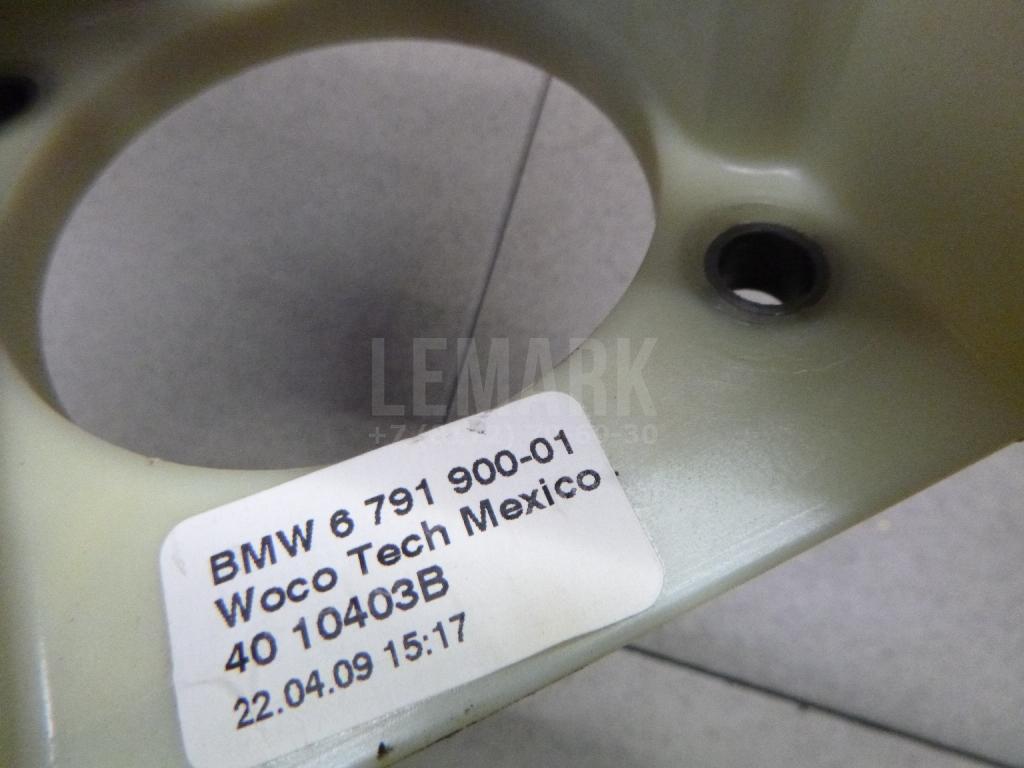 LEMARK
BMW 6 791 900-01
Woco Tech Mexico
40 10403B
22.04.09 15:17